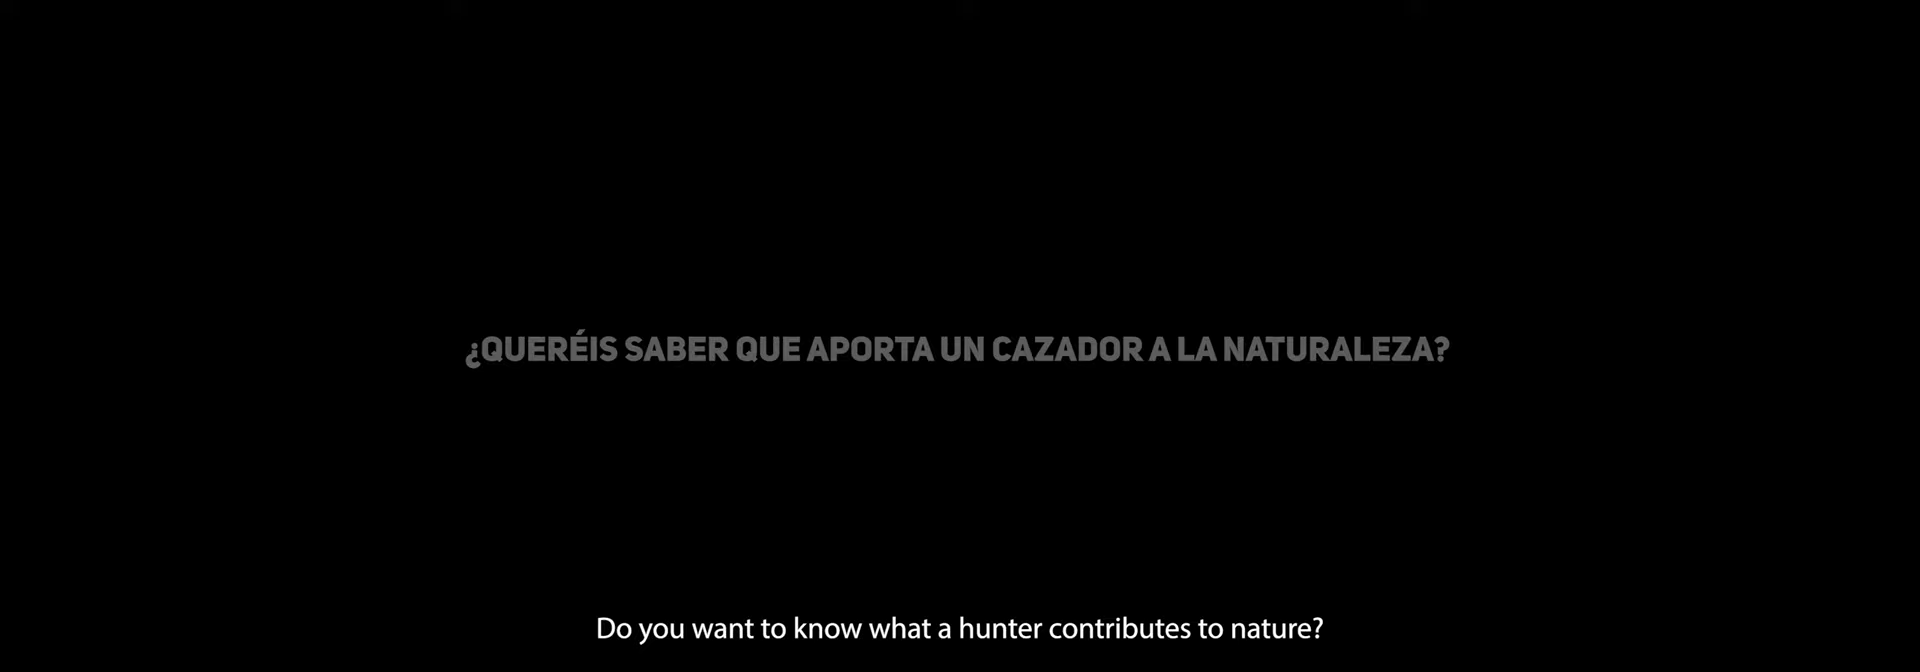 ¿QUERÉIS SABER QUE APORTA UN CAZADOR A LA NATURALEZA?
Do you want to know what a hunter contributes to nature?